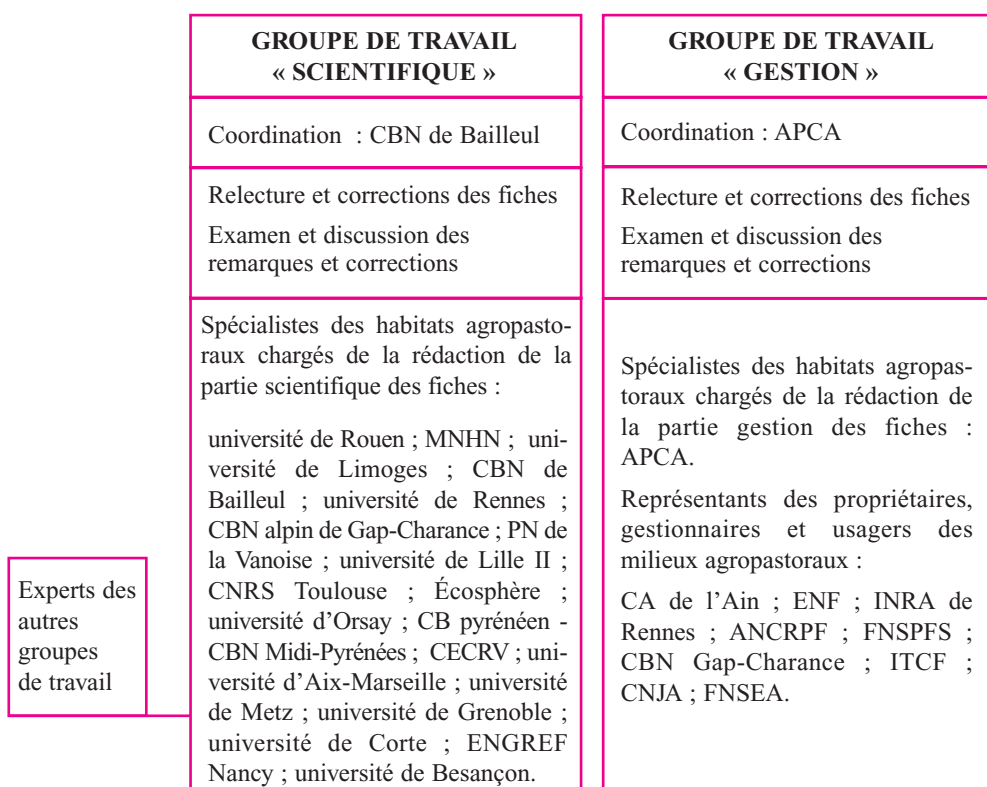 GROUPE DE TRAVAIL
« SCIENTIFIQUE »
Coordination : CBN de Bailleul
Relecture et corrections des fiches
Examen et discussion des
remarques et corrections
Spécialistes des habitats agropasto-
raux chargés de la rédaction de la
partie scientifique des fiches :
université de Rouen ; MNHN ; uni-
versité de Limoges ; CBN de
Bailleul ; université de Rennes ;
CBN alpin de Gap-Charance ; PN de
la Vanoise ; université de Lille II ;
CNRS Toulouse ; Écosphère ;
université d'Orsay ; CB pyrénéen -
CBN Midi-Pyrénées ; CECRV ; uni-
versité d'Aix-Marseille ; université
de Metz ; université de Grenoble ;
université de Corte ; ENGREF
Nancy ; université de Besançon.
GROUPE DE TRAVAIL
« GESTION »
Coordination : APCA
Relecture et corrections des fiches
Examen et discussion des
remarques et corrections
Spécialistes des habitats agropas-
toraux chargés de la rédaction de
la partie gestion des fiches :
APCA.
Représentants des propriétaires,
gestionnaires et usagers des
milieux agropastoraux :
CA de l'Ain ; ENF ; INRA de
Rennes ; ANCRPF ; FNSPFS ;
CBN Gap-Charance ; ITCF ;
CNJA ; FNSEA.
Experts des
autres
groupes
de travail